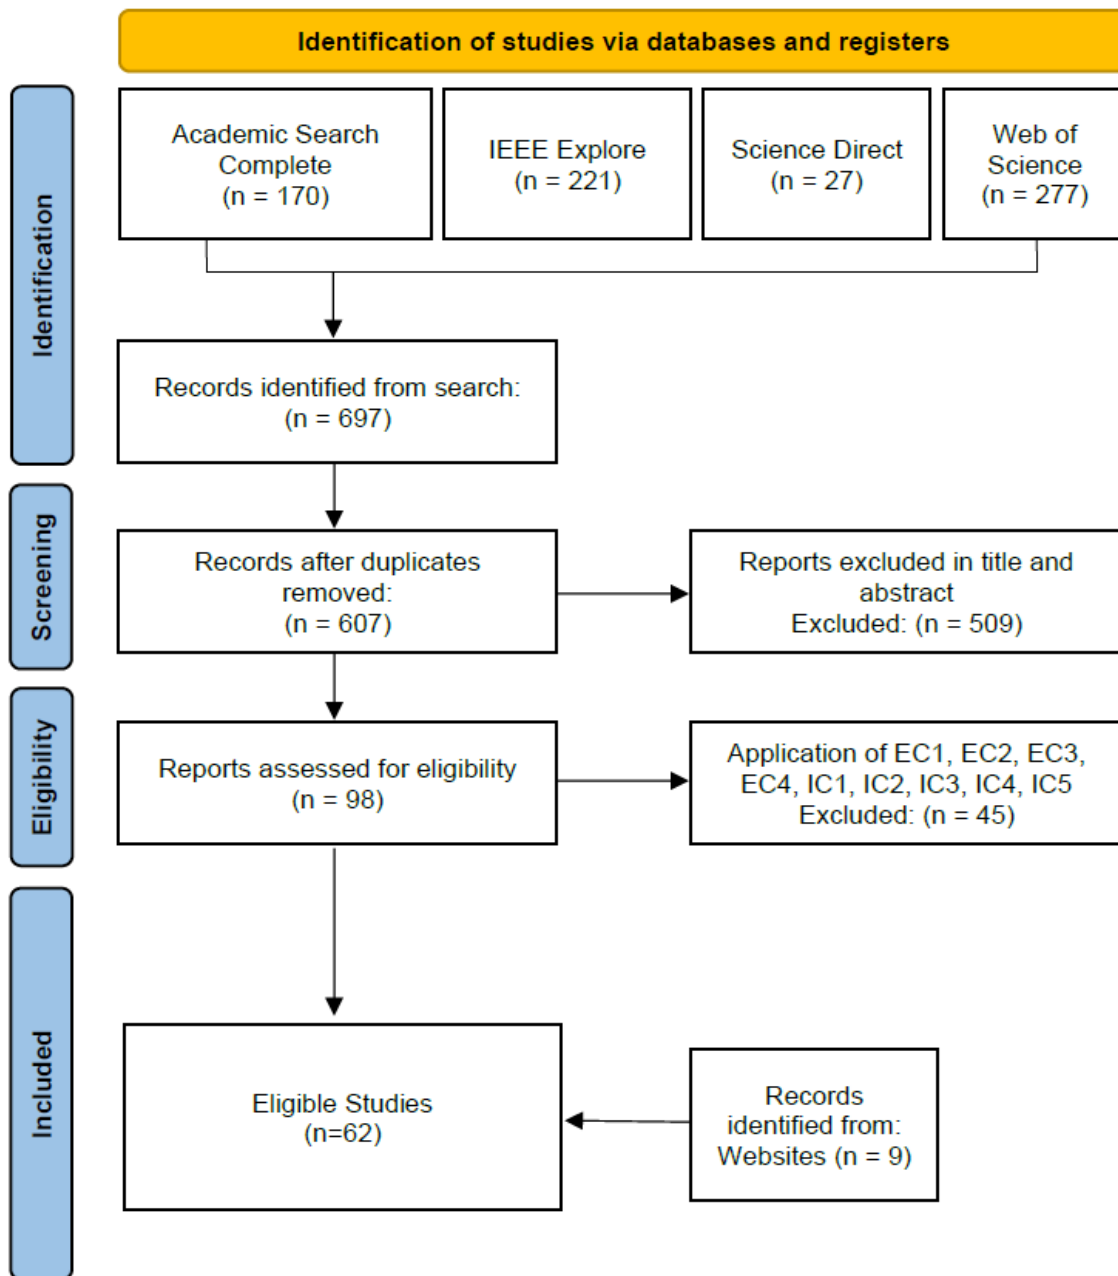 Identification of studies via databases and registers
Identification
Academic Search
Complete
(n = 170)
IEEE Explore
(n = 221)
Science Direct
(n = 27)
Web of
Science
(n = 277)
Records identified from search:
(n = 697)
Screening
Records after duplicates
removed:
(n = 607)
Reports excluded in title and
abstract
Excluded: (n = 509)
Eligibility
Reports assessed for eligibility
(n = 98)
Application of EC1, EC2, EC3,
EC4, IC1, IC2, IC3, IC4, IC5
Excluded: (n = 45)
Included
Eligible Studies
(n=62)
Records
identified from:
Websites (n = 9)